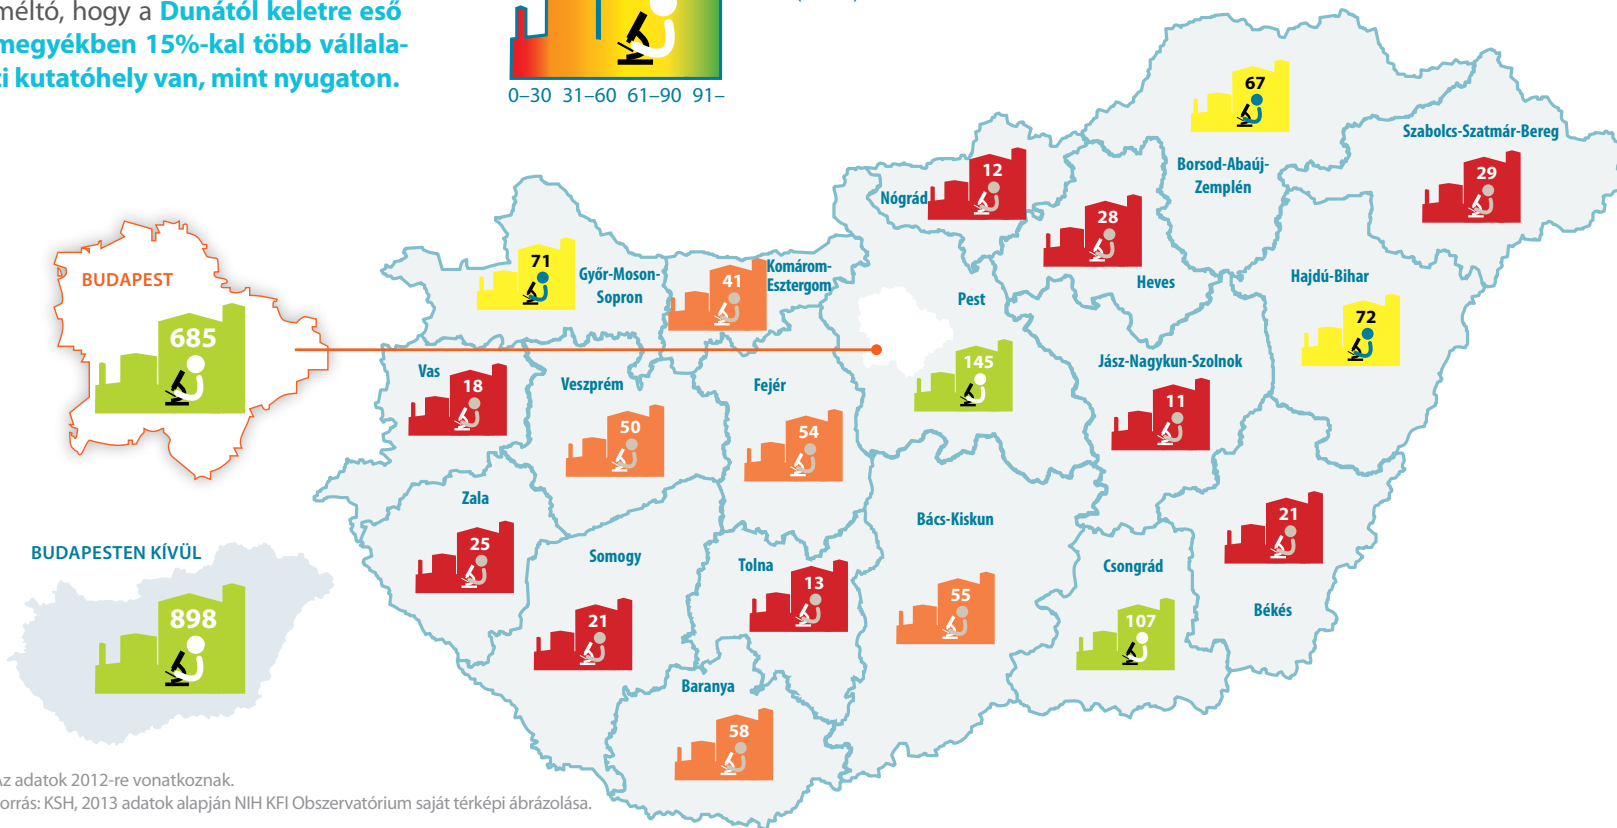 méltó, hogy a Dunától keletre eső
megyékben 15%-kal több vállala-
ti kutatóhely van, mint nyugaton.
0–30 31–60 61–90 91–
BUDAPEST
685
BUDAPESTEN KÍVÜL
898
67
Borsod-Abaúj-
Zemplén
Szabolcs-Szatmár-Bereg
29
Nógrád
12
28
Heves
Hajdú-Bihar
72
71
Győr-Moson-
Sopron
41
Komárom-
Esztergom
Pest
145
Jász-Nagykun-Szolnok
11
Vas
18
Veszprém
50
Fejér
54
Zala
25
Somogy
21
Tolna
13
Bács-Kiskun
55
Csongrád
107
21
Békés
Baranya
58
Az adatok 2012-re vonatkoznak.
orrás: KSH, 2013 adatok alapján NIH KFI Obszervatórium saját térképi ábrázolása.